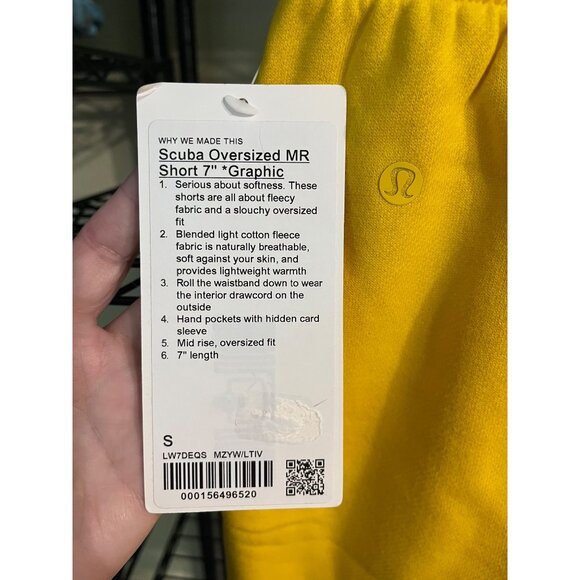 WHY WE MADE THIS
Scuba Oversized MR
Short 7" *Graphic
1. Serious about softness. These
shorts are all about fleecy
fabric and a slouchy oversized
fit
2. Blended light cotton fleece
fabric is naturally breathable,
soft against your skin, and
provides lightweight warmth
3. Roll the waistband down to wear
the interior drawcord on the
outside
4. Hand pockets with hidden card
sleeve
5. Mid rise, oversized fit
6. 7" length
S
LW7DEQS MZYW/LTIV
000156496520